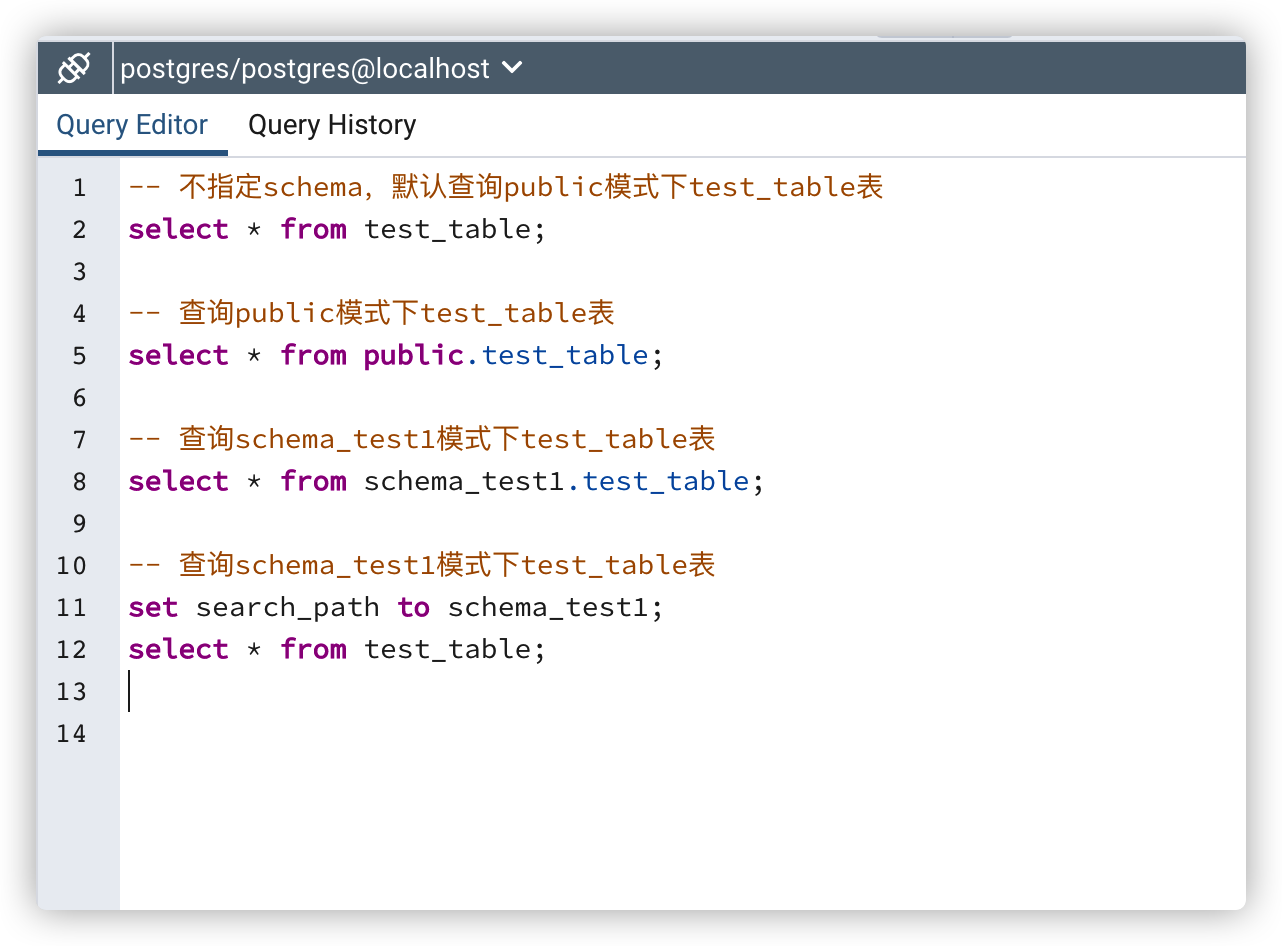 postgres/postgres@localhost
Query Editor Query History
1 -- 不指定schema，默认查询public模式下test_table表
2 select * from test_table;
3
4 -- 查询public模式下test_table表
5 select * from public.test_table;
6
7 -- 查询schema_test1模式下test_table表
8 select * from schema_test1.test_table;
9
10 -- 查询schema_test1模式下test_table表
11 set search_path to schema_test1;
12 select * from test_table;
13
14